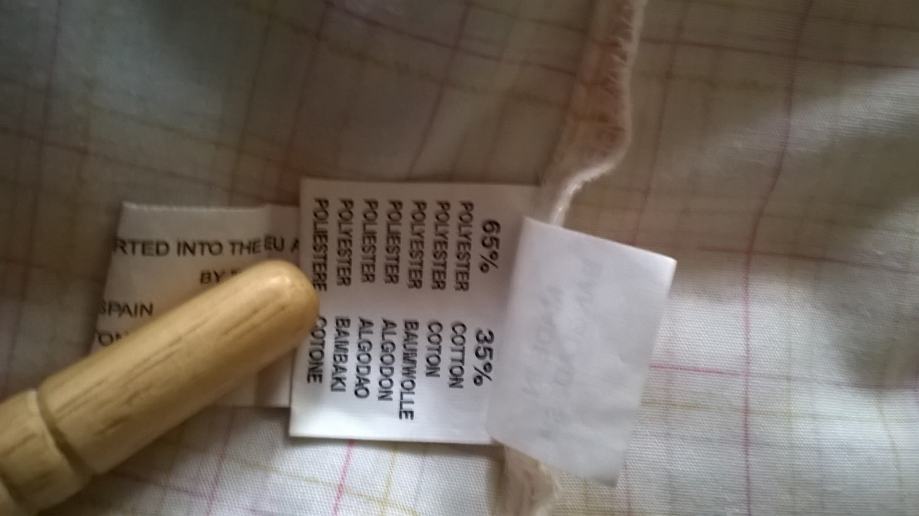 65% 35%
POLYESTER COTTON
POLYESTER COTON
POLYESTER BAUMWOLLE
POLIESTER ALGODON
POLIESTER ALGODAO
POLYESTER BAMBAKI
POLIESTERE COTONE
RTED INTO THE EU A
BY
SPAIN